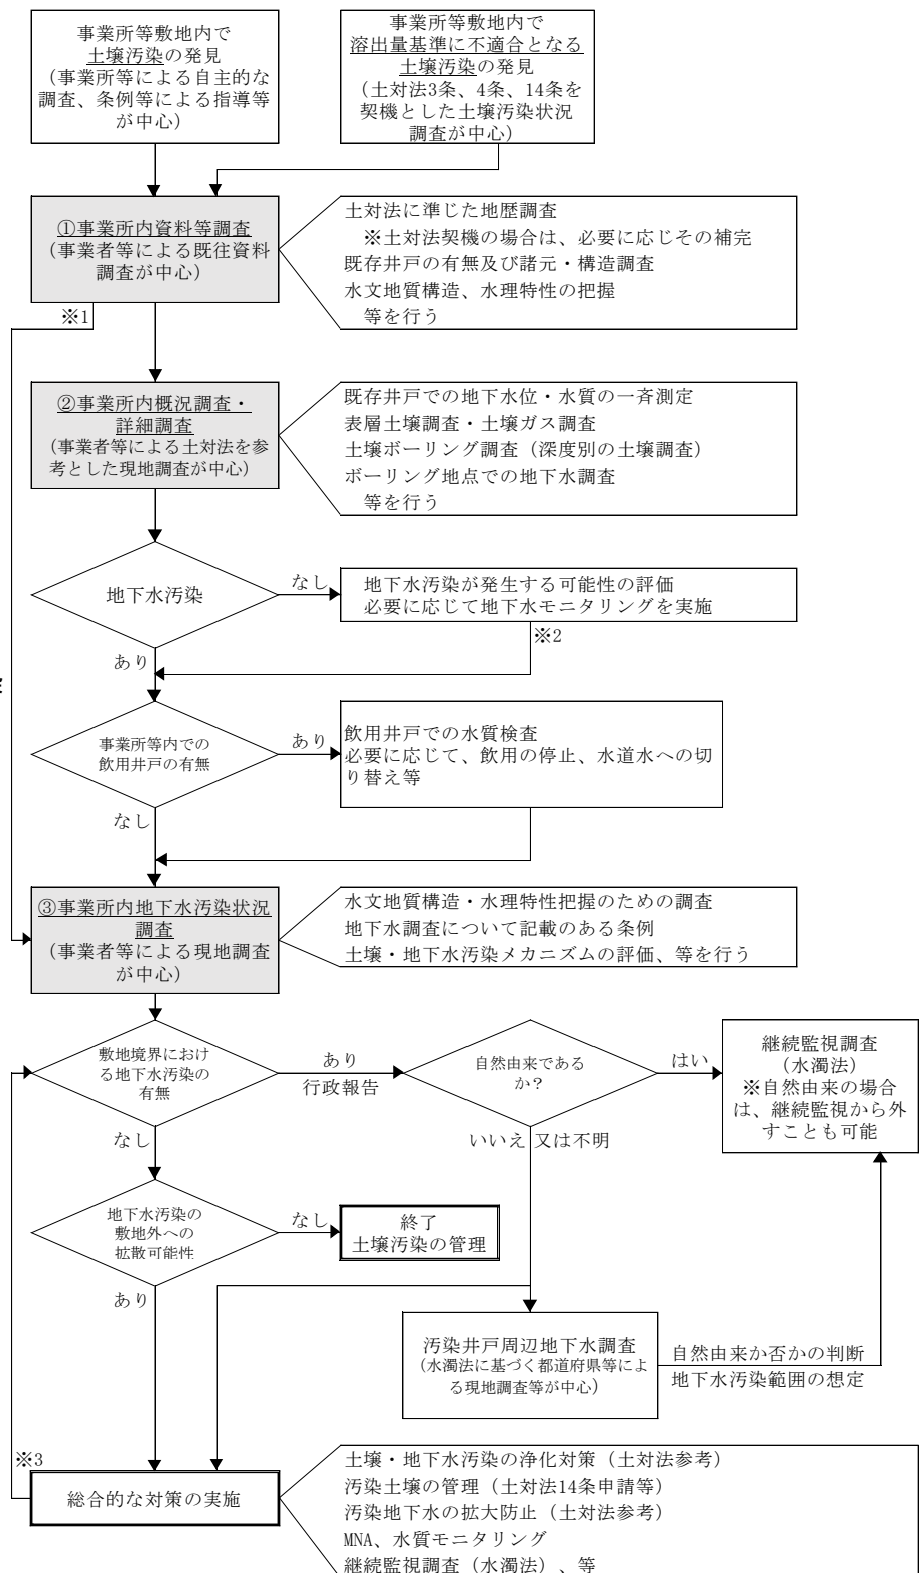 事業所等敷地内で
土壌汚染の発見
（事業所等による自主的な
調査、条例等による指導等
が中心）
事業所等敷地内で
溶出量基準に不適合となる
土壌汚染の発見
（土対法3条、4条、14条を
契機とした土壌汚染状況
調査が中心）
①事業所内資料等調査
（事業者等による既往資料
調査が中心）
土対法に準じた地歴調査
※土対法契機の場合は、必要に応じその補完
既存井戸の有無及び諸元・構造調査
水文地質構造、水理特性の把握
等を行う
※1
②事業所内概況調査・
詳細調査
（事業者等による土対法を参
考とした現地調査が中心）
既存井戸での地下水位・水質の一斉測定
表層土壌調査・土壌ガス調査
土壌ボーリング調査（深度別の土壌調査）
ボーリング地点での地下水調査
等を行う
地下水汚染
なし
地下水汚染が発生する可能性の評価
必要に応じて地下水モニタリングを実施
※2
あり
事業所等内での
飲用井戸の有無
あり
飲用井戸での水質検査
必要に応じて、飲用の停止、水道水への切
り替え等
なし
③事業所内地下水汚染状況
調査
（事業者等による現地調査
が中心）
水文地質構造・水理特性把握のための調査
地下水調査について記載のある条例
土壌・地下水汚染メカニズムの評価、等を行う
敷地境界におけ
る地下水汚染の
有無
あり
行政報告
自然由来である
か？
はい
継続監視調査
（水濁法）
※自然由来の場合
は、継続監視から外
すことも可能
なし
いいえ 又は不明
地下水汚染の
敷地外への
拡散可能性
なし
終了
土壌汚染の管理
あり
汚染井戸周辺地下水調査
（水濁法に基づく都道府県等によ
る現地調査等が中心）
自然由来か否かの判断
地下水汚染範囲の想定
※3
総合的な対策の実施
土壌・地下水汚染の浄化対策（土対法参考）
汚染土壌の管理（土対法14条申請等）
汚染地下水の拡大防止（土対法参考）
MNA、水質モニタリング
継続監視調査（水濁法）、等